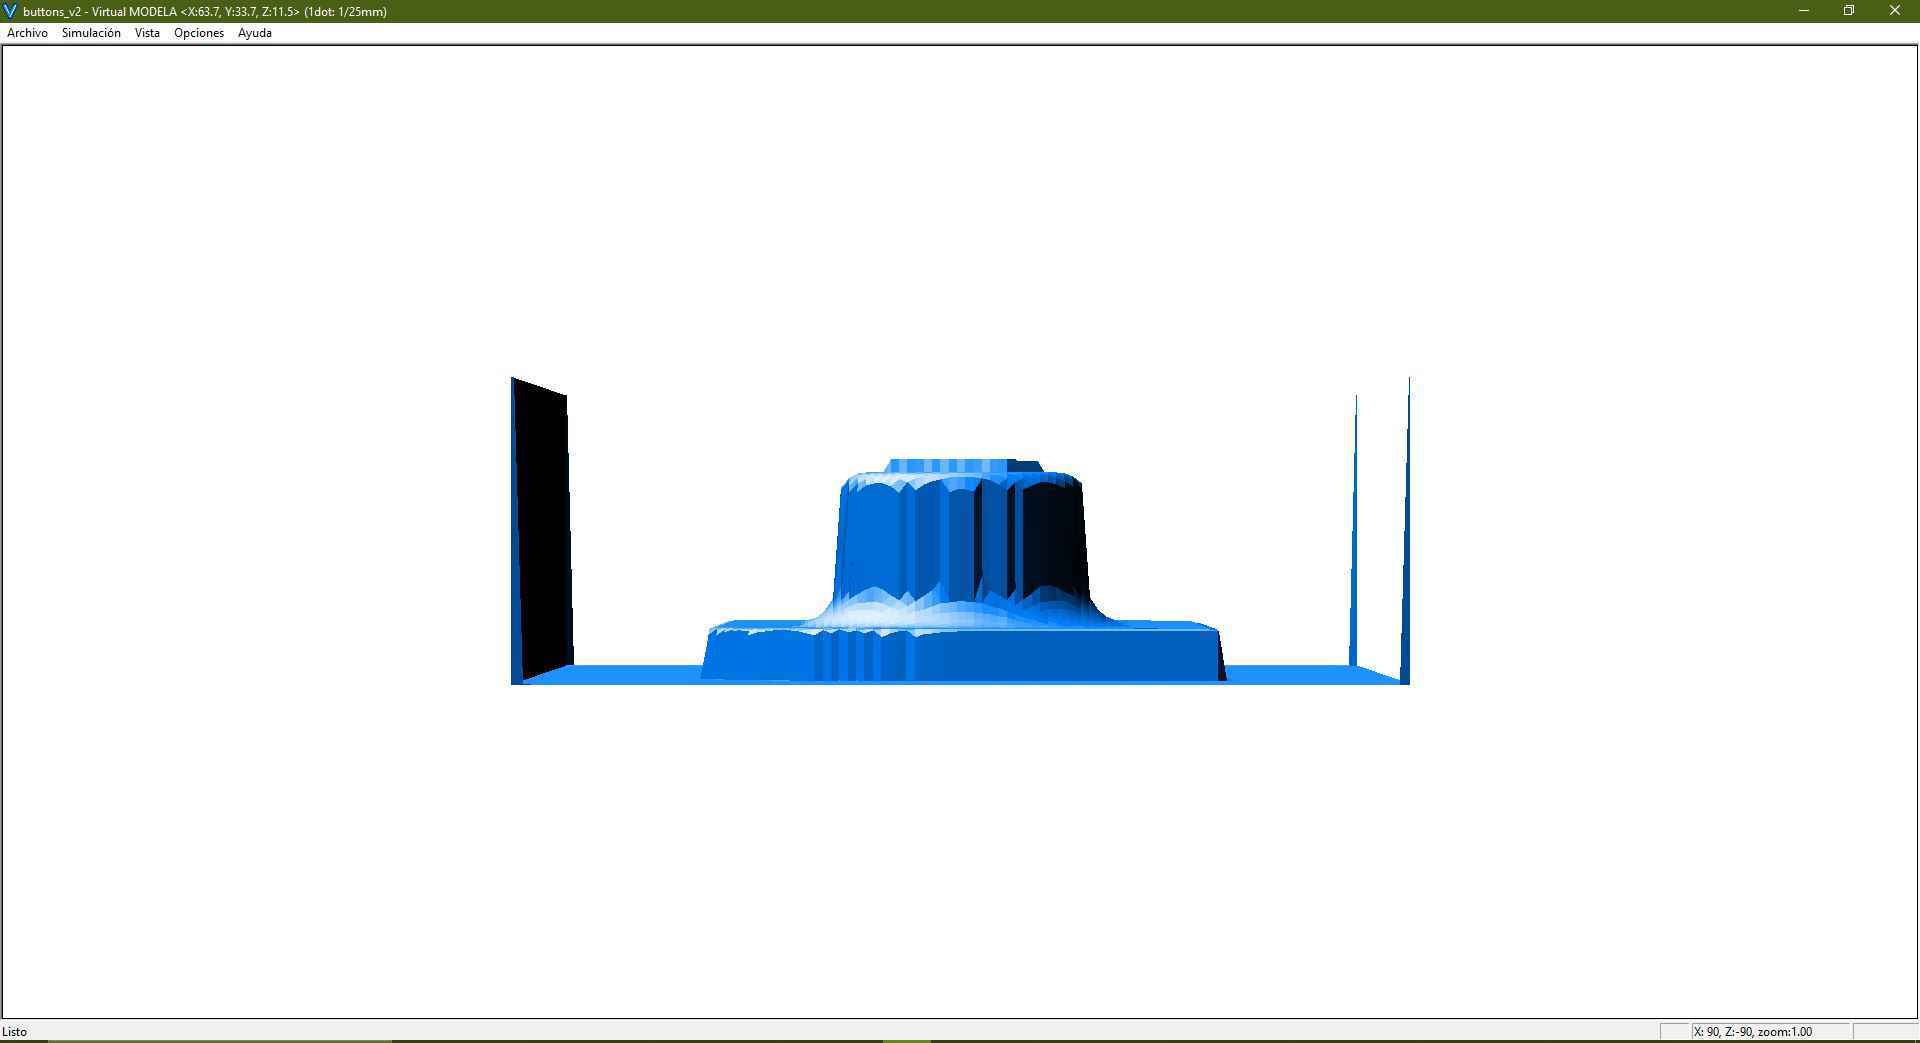 buttons_v2 - Virtual MODELA <X:63.7, Y:33.7, Z:11.5> (1dot: 1/25mm)
Archivo Simulación Vista Opciones Ayuda
Listo
X: 90, Z:-90, zoom:1.00